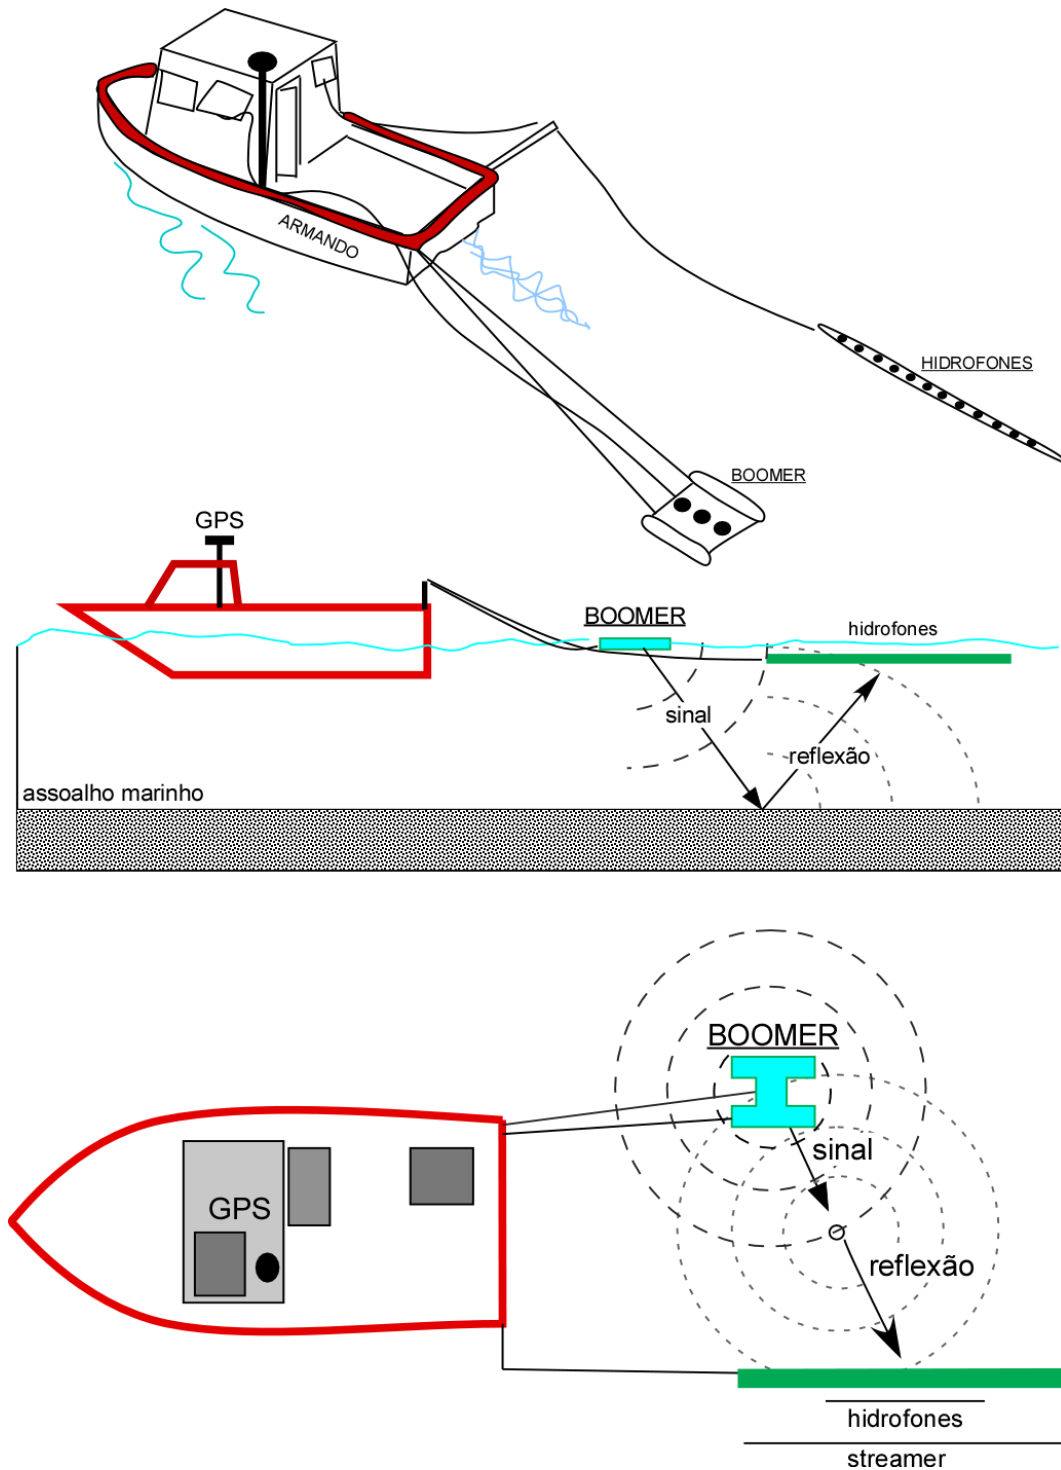 ARMANDO
HIDROFONES
BOOMER
GPS
BOOMER
hidrofones
sinal
reflexão
assoalho marinho
BOOMER
sinal
GPS
reflexão
hidrofones
streamer